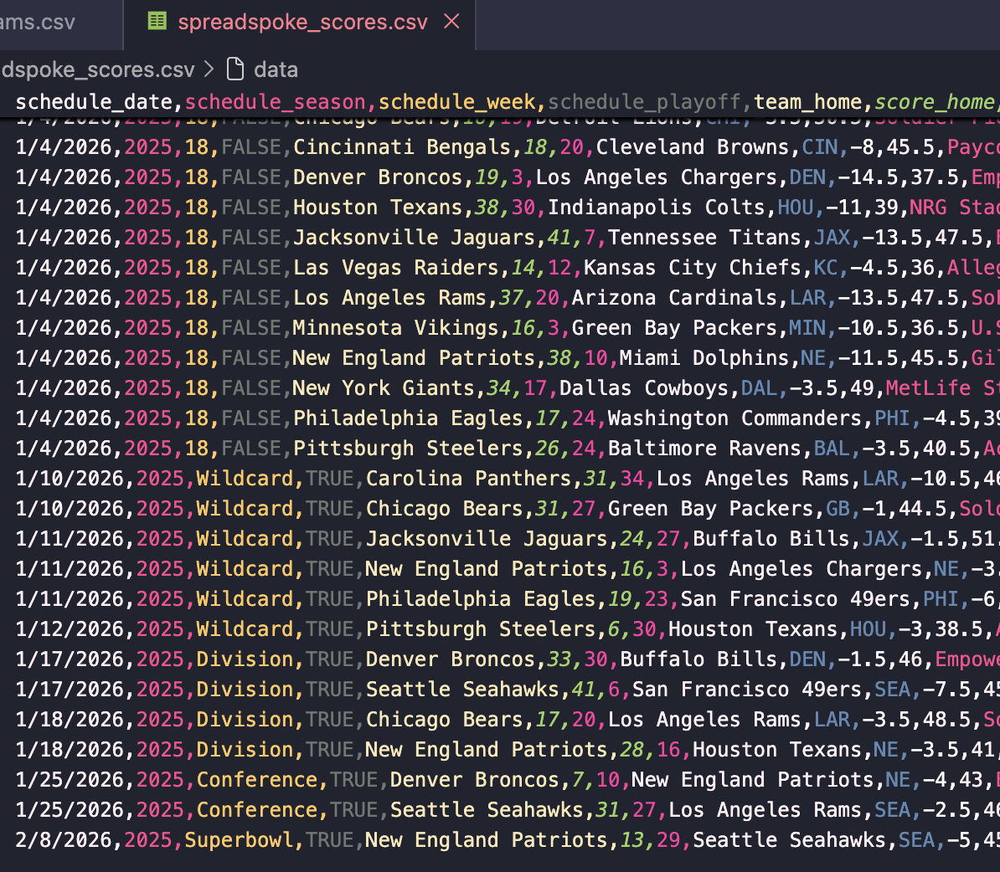 ams.csv spreadspoke_scores.csv
dspoke_scores.csv > data
schedule_date,schedule_season,schedule_week,schedule_playoff,team_home,score_home,
1/4/2026,2025,18,FALSE,Chicago Bears,16,19,Detroit Lions,CHI,-3.5,50.5,Soldier Fie
1/4/2026,2025,18,FALSE,Cincinnati Bengals,18,20,Cleveland Browns,CIN,-8,45.5,Payco
1/4/2026,2025,18,FALSE,Denver Broncos,19,3,Los Angeles Chargers,DEN,-14.5,37.5,Emp
1/4/2026,2025,18,FALSE,Houston Texans,38,30,Indianapolis Colts,HOU,-11,39,NRG Stad
1/4/2026,2025,18,FALSE,Jacksonville Jaguars,41,7,Tennessee Titans,JAX,-13.5,47.5,E
1/4/2026,2025,18,FALSE,Las Vegas Raiders,14,12,Kansas City Chiefs,KC,-4.5,36,Alleg
1/4/2026,2025,18,FALSE,Los Angeles Rams,37,20,Arizona Cardinals,LAR,-13.5,47.5,SoF
1/4/2026,2025,18,FALSE,Minnesota Vikings,16,3,Green Bay Packers,MIN,-10.5,36.5,U.S
1/4/2026,2025,18,FALSE,New England Patriots,38,10,Miami Dolphins,NE,-11.5,45.5,Gil
1/4/2026,2025,18,FALSE,New York Giants,34,17,Dallas Cowboys,DAL,-3.5,49,MetLife St
1/4/2026,2025,18,FALSE,Philadelphia Eagles,17,24,Washington Commanders,PHI,-4.5,39
1/4/2026,2025,18,FALSE,Pittsburgh Steelers,26,24,Baltimore Ravens,BAL,-3.5,40.5,Ac
1/10/2026,2025,Wildcard,TRUE,Carolina Panthers,31,34,Los Angeles Rams,LAR,-10.5,46
1/10/2026,2025,Wildcard,TRUE,Chicago Bears,31,27,Green Bay Packers,GB,-1,44.5,Sold
1/11/2026,2025,Wildcard,TRUE,Jacksonville Jaguars,24,27,Buffalo Bills,JAX,-1.5,51.
1/11/2026,2025,Wildcard,TRUE,New England Patriots,16,3,Los Angeles Chargers,NE,-3.
1/11/2026,2025,Wildcard,TRUE,Philadelphia Eagles,19,23,San Francisco 49ers,PHI,-6,
1/12/2026,2025,Wildcard,TRUE,Pittsburgh Steelers,6,30,Houston Texans,HOU,-3,38.5,A
1/17/2026,2025,Division,TRUE,Denver Broncos,33,30,Buffalo Bills,DEN,-1.5,46,Empowe
1/17/2026,2025,Division,TRUE,Seattle Seahawks,41,6,San Francisco 49ers,SEA,-7.5,45
1/18/2026,2025,Division,TRUE,Chicago Bears,17,20,Los Angeles Rams,LAR,-3.5,48.5,So
1/18/2026,2025,Division,TRUE,New England Patriots,28,16,Houston Texans,NE,-3.5,41,
1/25/2026,2025,Conference,TRUE,Denver Broncos,7,10,New England Patriots,NE,-4,43,E
1/25/2026,2025,Conference,TRUE,Seattle Seahawks,31,27,Los Angeles Rams,SEA,-2.5,46
2/8/2026,2025,Superbowl,TRUE,New England Patriots,13,29,Seattle Seahawks,SEA,-5,45